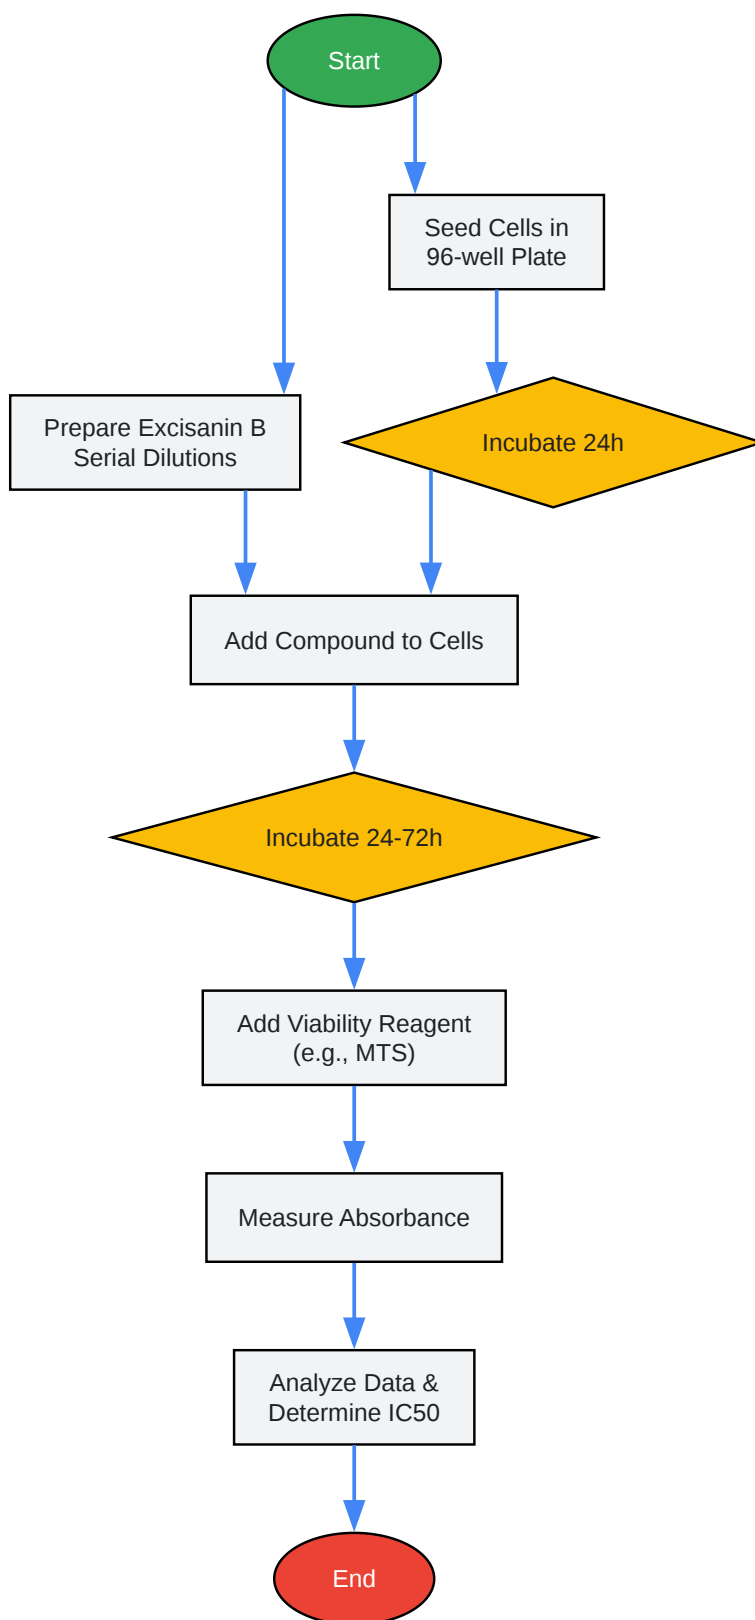 Start
Seed Cells in
96-well Plate
Prepare Excisanin B
Serial Dilutions
Incubate 24h
Add Compound to Cells
Incubate 24-72h
Add Viability Reagent
(e.g., MTS)
Measure Absorbance
Analyze Data &
Determine IC50
End